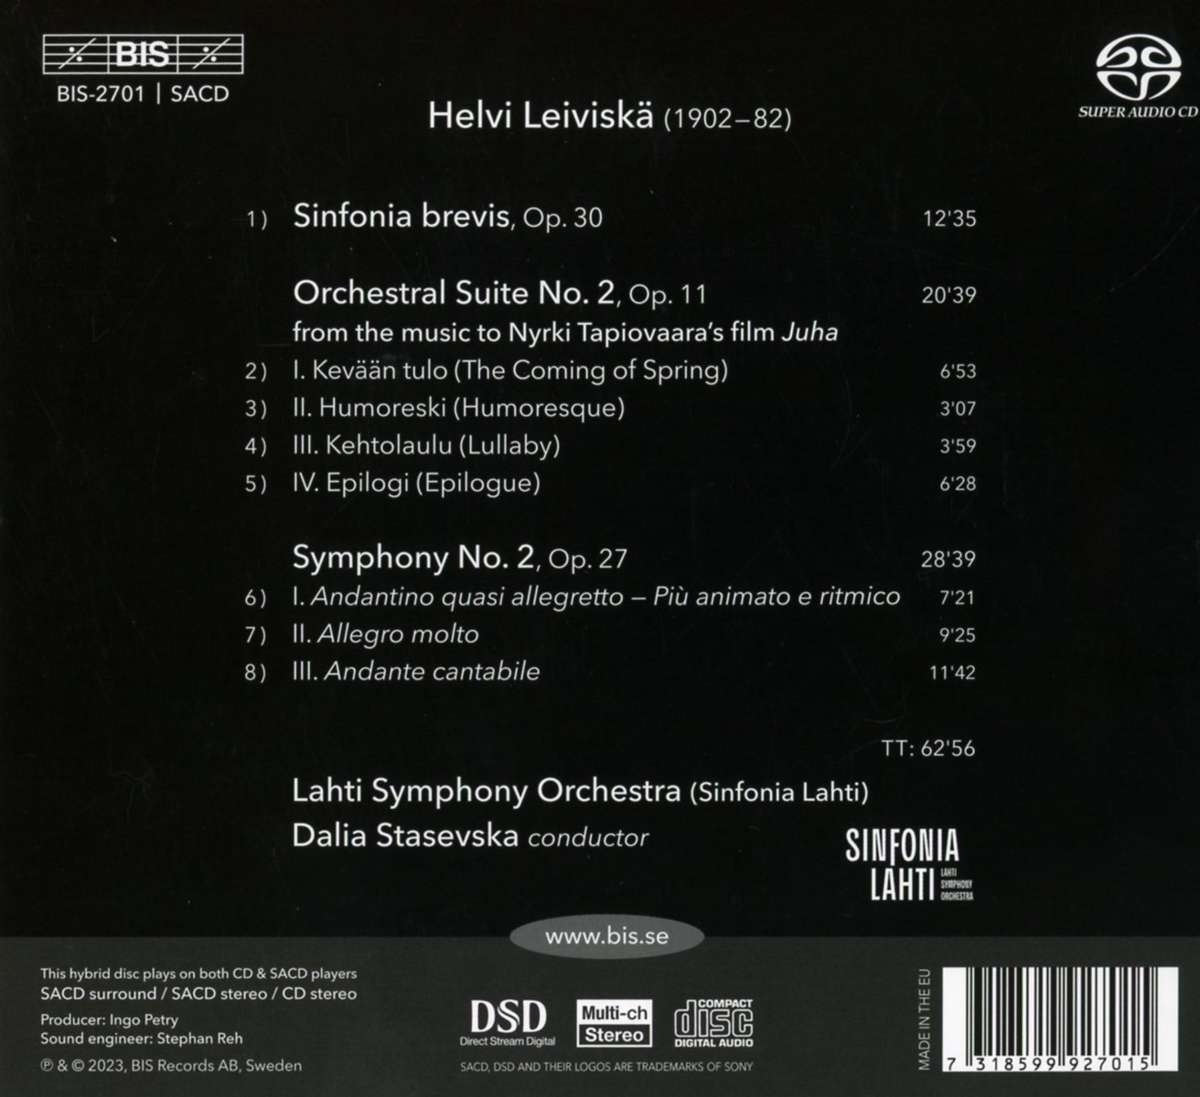 BIS
BIS-2701 | SACD
SUPER AUDIO CD
Helvi Leiviskä (1902–82)
1) Sinfonia brevis, Op. 30 12'35
Orchestral Suite No. 2, Op. 11 20'39
from the music to Nyrki Tapiovaara's film Juha
2) I. Kevään tulo (The Coming of Spring) 6'53
3) II. Humoreski (Humoresque) 3'07
4) III. Kehtolaulu (Lullaby) 3'59
5) IV. Epilogi (Epilogue) 6'28
Symphony No. 2, Op. 27 28'39
6) I. Andantino quasi allegretto – Più animato e ritmico 7'21
7) II. Allegro molto 9'25
8) III. Andante cantabile 11'42
TT: 62'56
Lahti Symphony Orchestra (Sinfonia Lahti)
Dalia Stasevska conductor
SINFONIA
LAHTI
LAHTI
SYMPHONY
ORCHESTRA
www.bis.se
This hybrid disc plays on both CD & SACD players
SACD surround / SACD stereo / CD stereo
Producer: Ingo Petry
Sound engineer: Stephan Reh
℗ & © 2023, BIS Records AB, Sweden
DSD
Direct Stream Digital
Multi-ch
Stereo
COMPACT
disc
DIGITAL AUDIO
SACD, DSD AND THEIR LOGOS ARE TRADEMARKS OF SONY
MADE IN THE EU
7 318599 927015